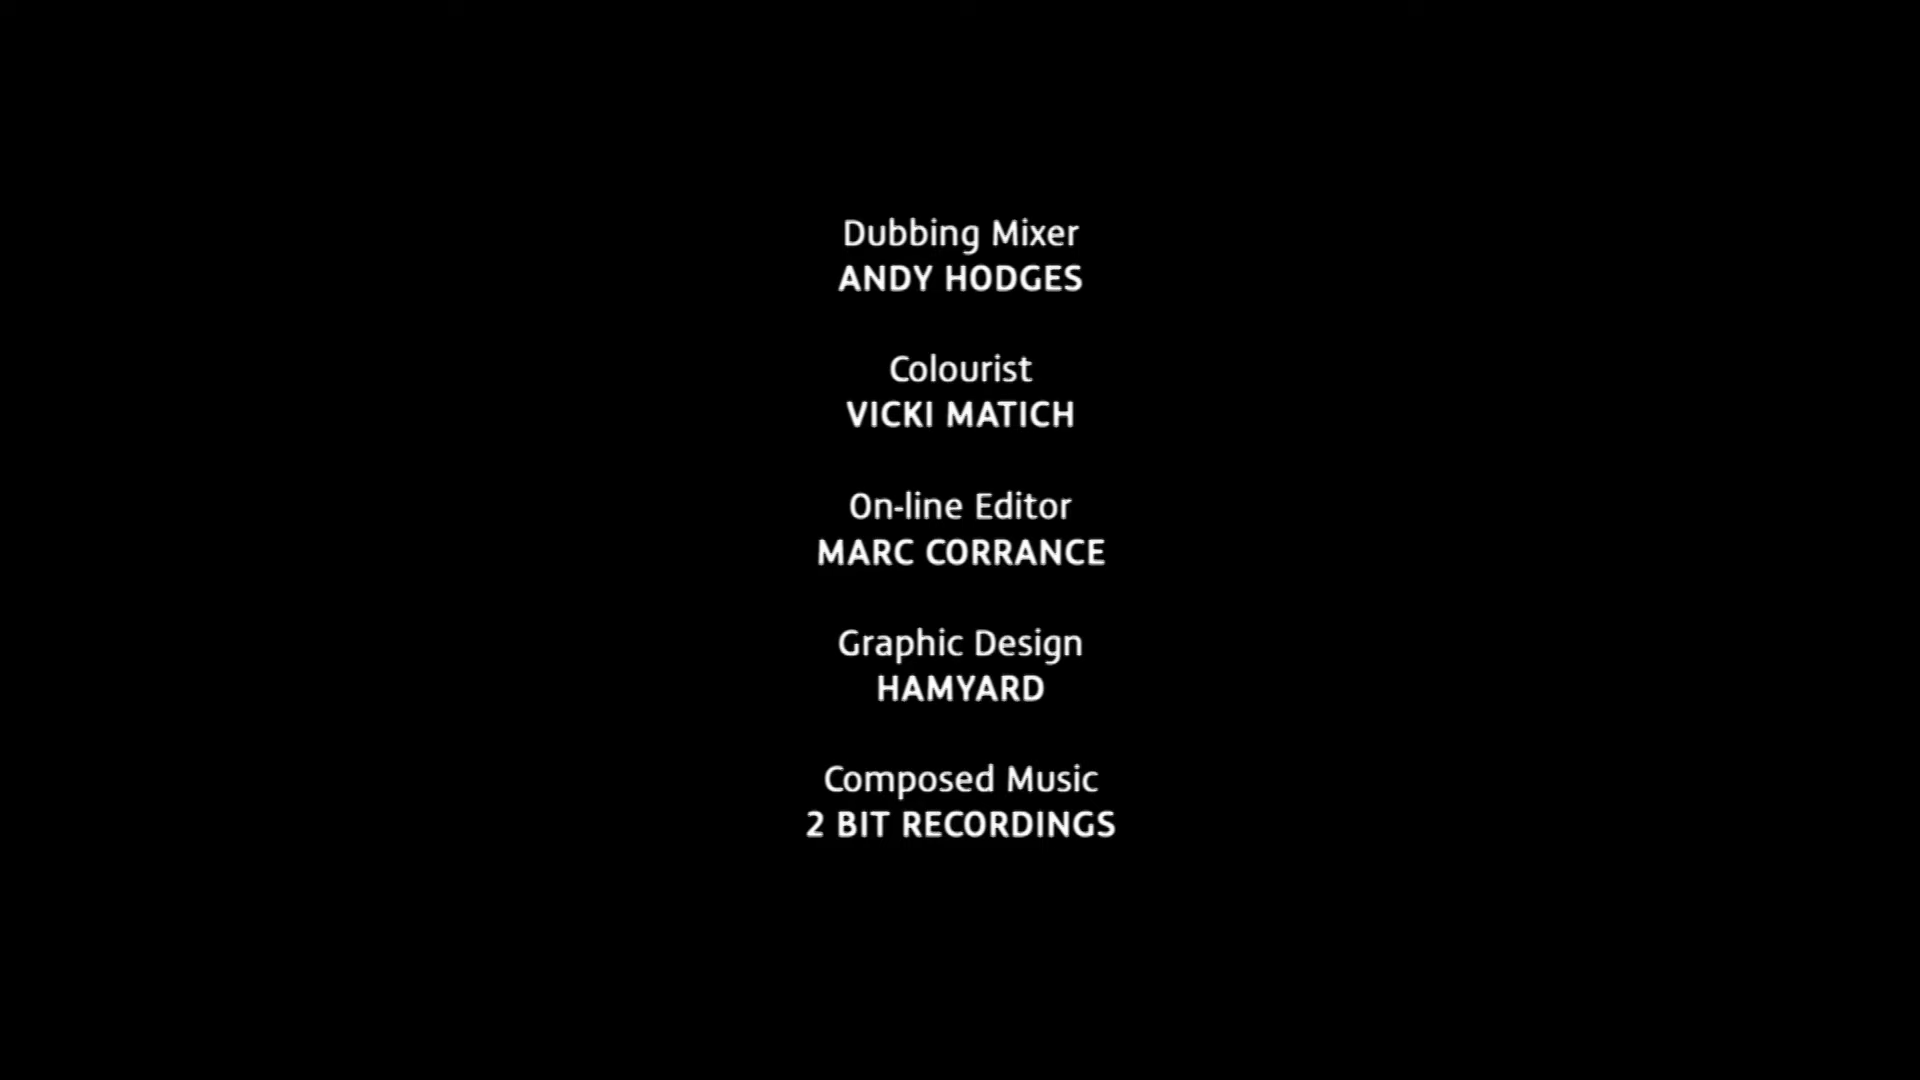 Dubbing Mixer
ANDY HODGES
Colourist
VICKI MATICH
On-line Editor
MARC CORRANCE
Graphic Design
HAMYARD
Composed Music
2 BIT RECORDINGS